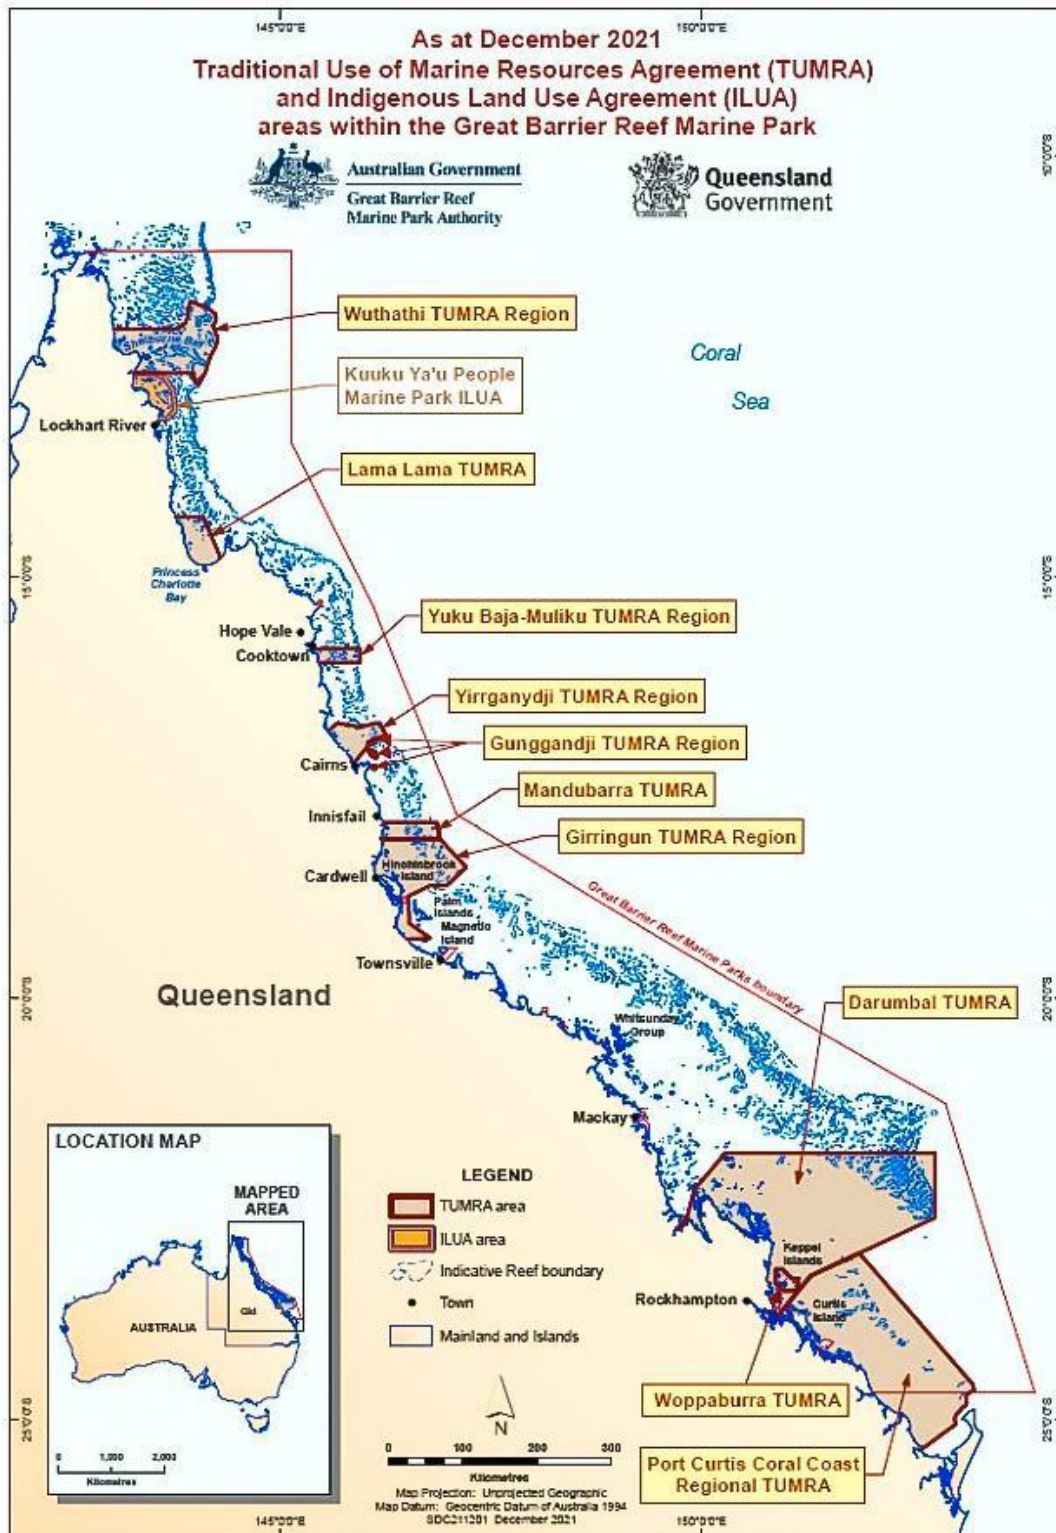 145°0'0"E
150°0'0"E
As at December 2021
Traditional Use of Marine Resources Agreement (TUMRA)
and Indigenous Land Use Agreement (ILUA)
areas within the Great Barrier Reef Marine Park
Australian Government
Great Barrier Reef
Marine Park Authority
Queensland
Government
10°0'0"S
Wuthathi TUMRA Region
Shelburne Bay
Coral
Sea
Kuuku Ya'u People
Marine Park ILUA
Lockhart River
Lama Lama TUMRA
Princess
Charlotte
Bay
15°0'0"S
15°0'0"S
Yuku Baja-Muliku TUMRA Region
Hope Vale
Cooktown
Yirrganydji TUMRA Region
Gunggandji TUMRA Region
Cairns
Mandubarra TUMRA
Innisfail
Girringun TUMRA Region
Hinchinbrook
Island
Cardwell
Palm
Islands
Magnetic
Island
Great Barrier Reef Marine Parks boundary
Townsville
Queensland
20°0'0"S
20°0'0"S
Darumbal TUMRA
Whitsunday
Group
Mackay
LOCATION MAP
MAPPED
AREA
Qld
AUSTRALIA
0 1,000 2,000
Kilometres
LEGEND
TUMRA area
ILUA area
Indicative Reef boundary
Town
Mainland and Islands
Keppel
Islands
Rockhampton
Curtis
Island
Woppaburra TUMRA
Port Curtis Coral Coast
Regional TUMRA
25°0'0"S
25°0'0"S
N
0 100 200 300
Kilometres
Map Projection: Unprojected Geographic
Map Datum: Geocentric Datum of Australia 1994
SDC211201 December 2021
145°0'0"E
150°0'0"E